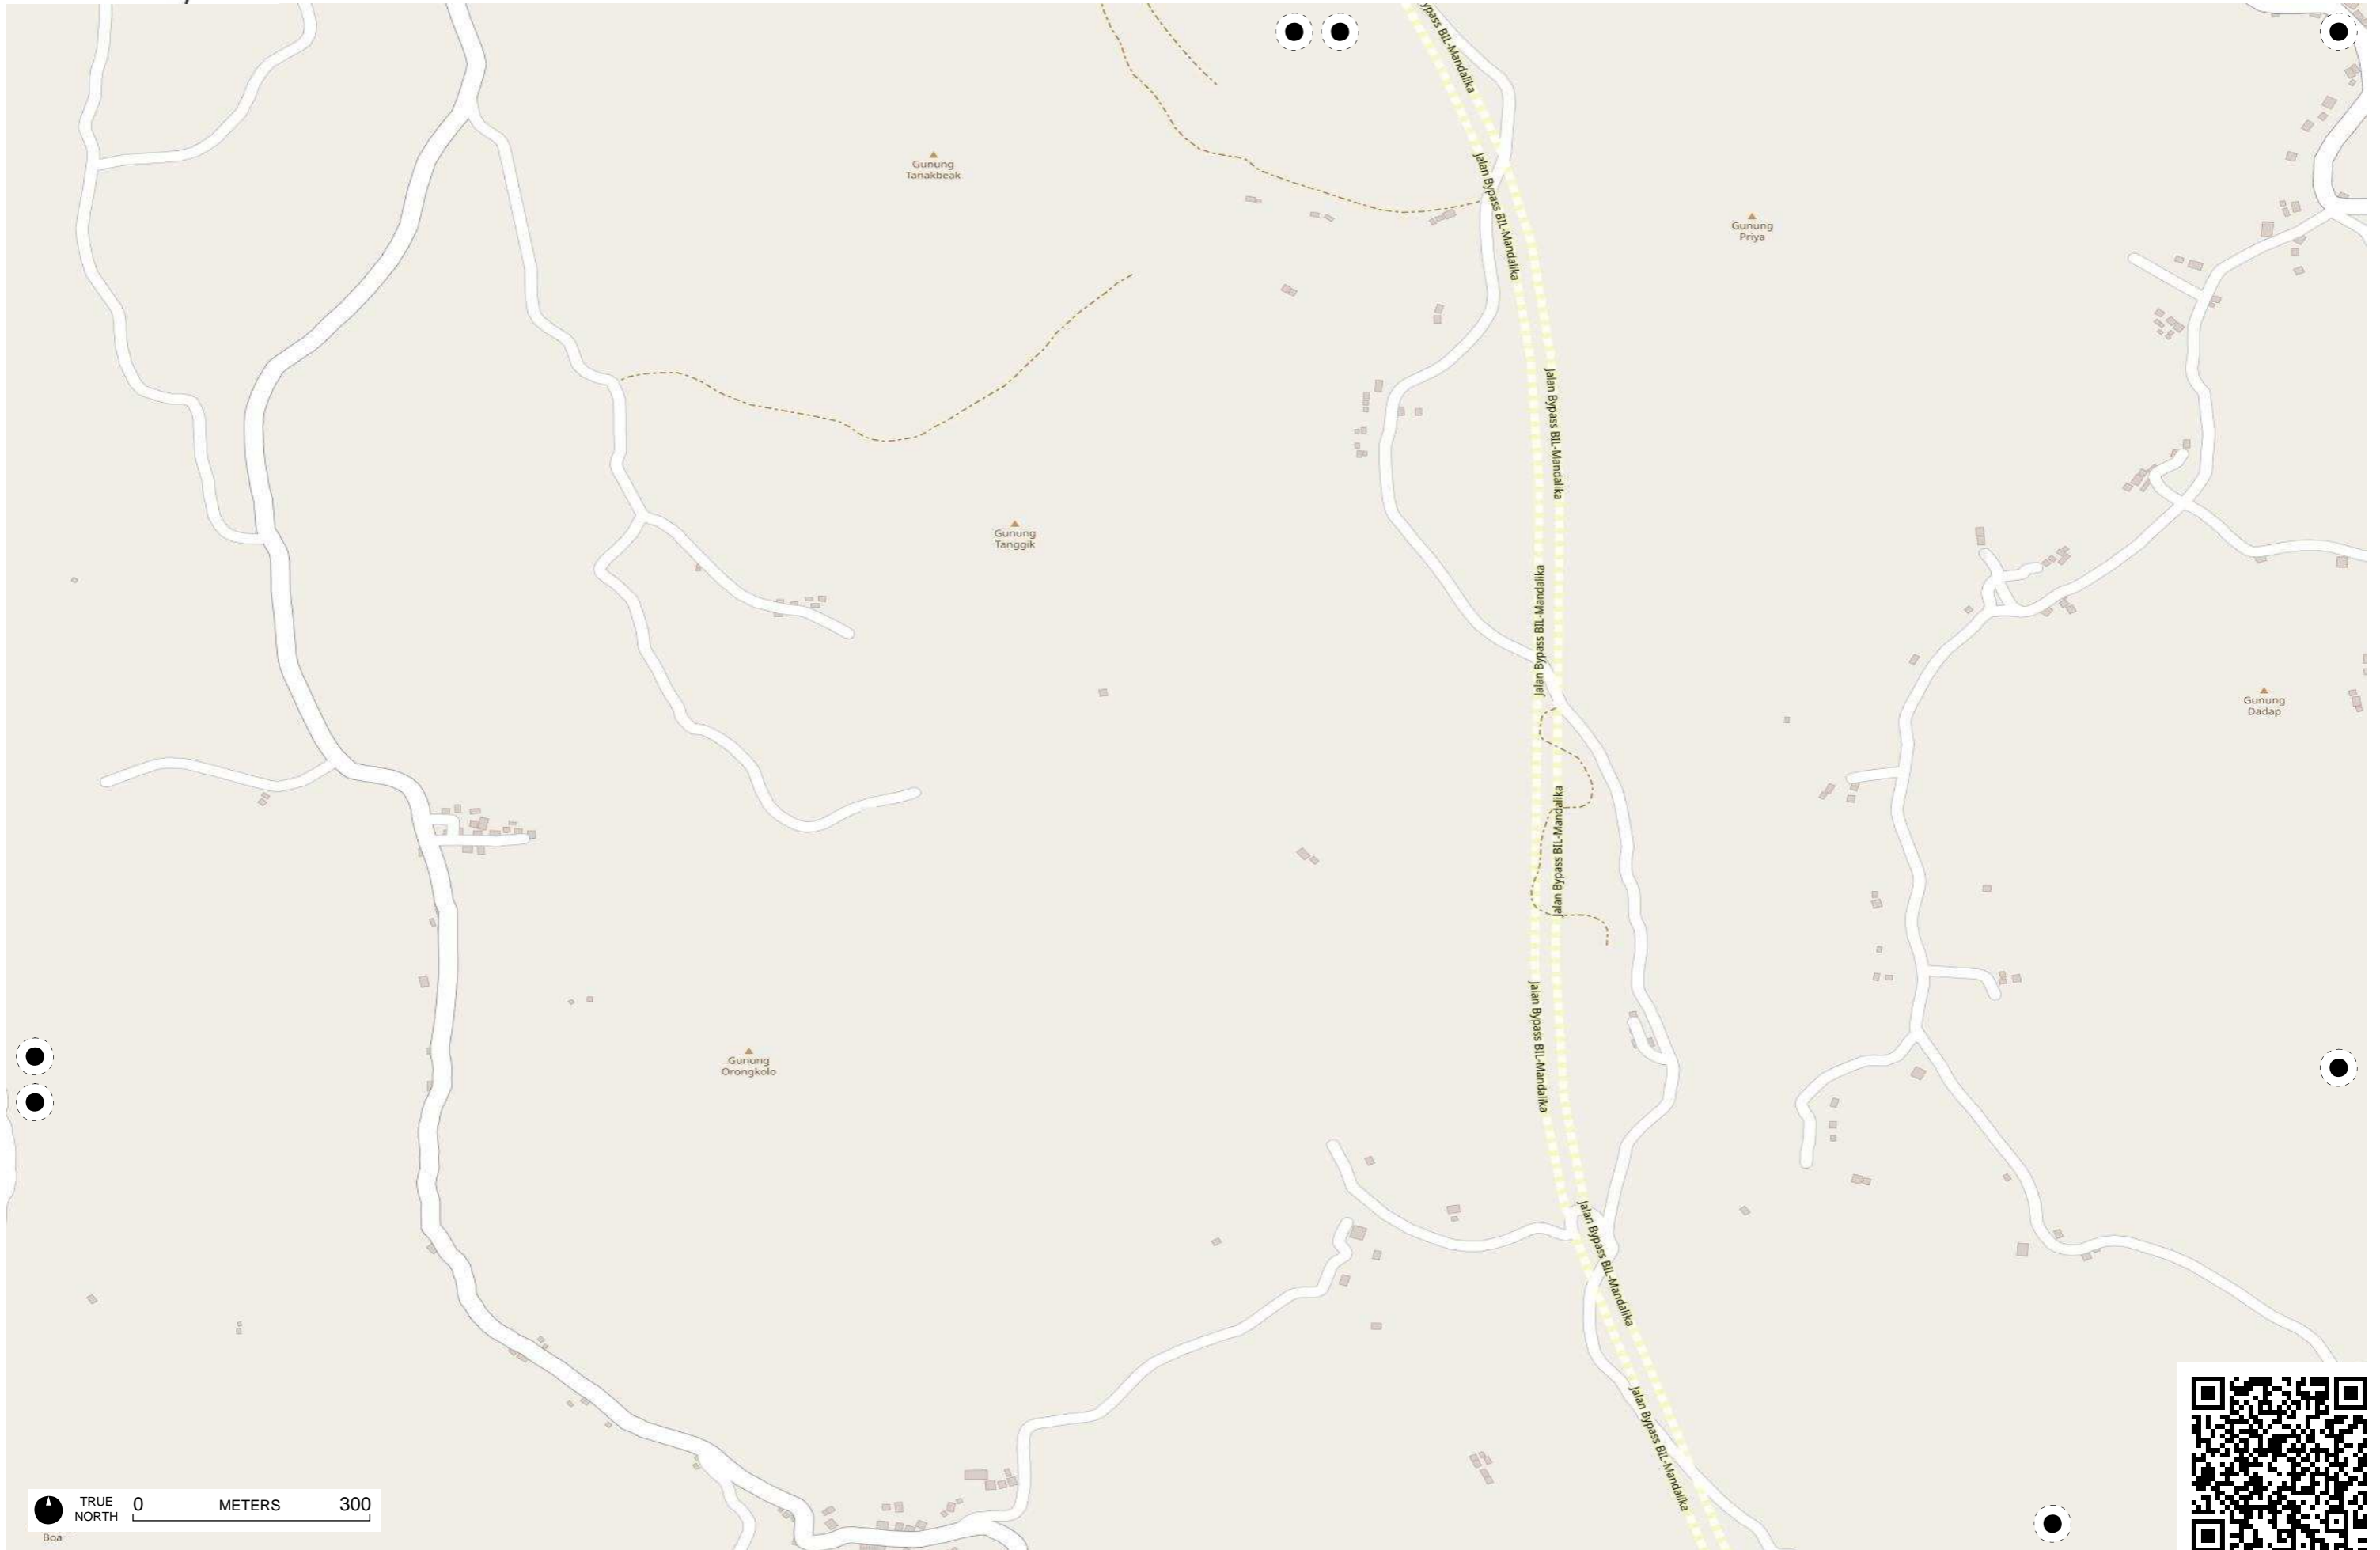 ypass BIL-Mandalika
Gunung
Tanakbeak
Jalan Bypass BIL-Mandalika
Gunung
Priya
Jalan Bypass BIL-Mandalika
Gunung
Tanggik
Jalan Bypass BIL-Mandalika
Gunung
Dadap
Jalan Bypass BIL-Mandalika
Jalan Bypass BIL-Mandalika
Gunung
Orongkolo
Jalan Bypass BIL-Mandalika
Jalan Bypass BIL-Mandalika
TRUE
NORTH
0 METERS 300
Boa